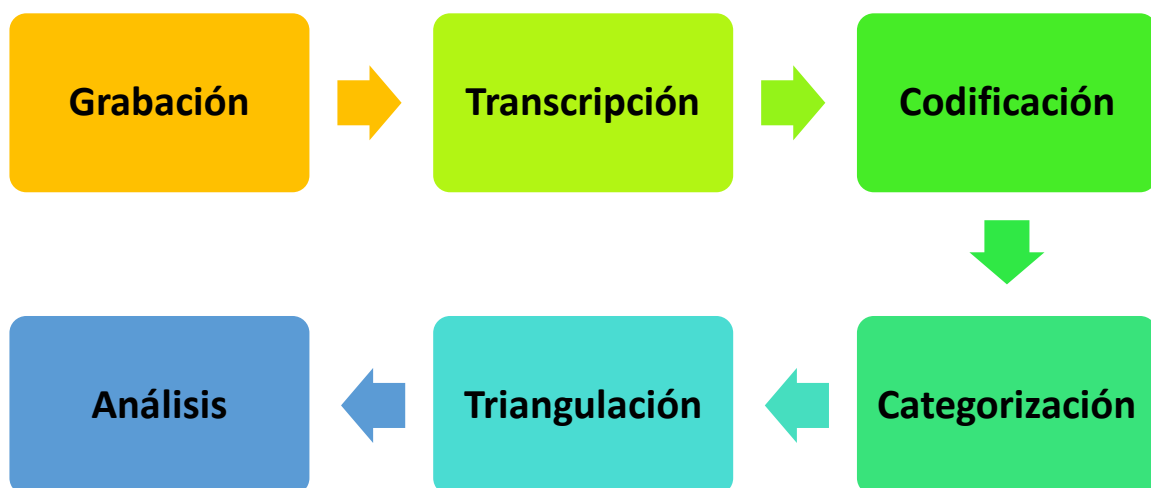 Grabación
Transcripción
Codificación
Categorización
Triangulación
Análisis